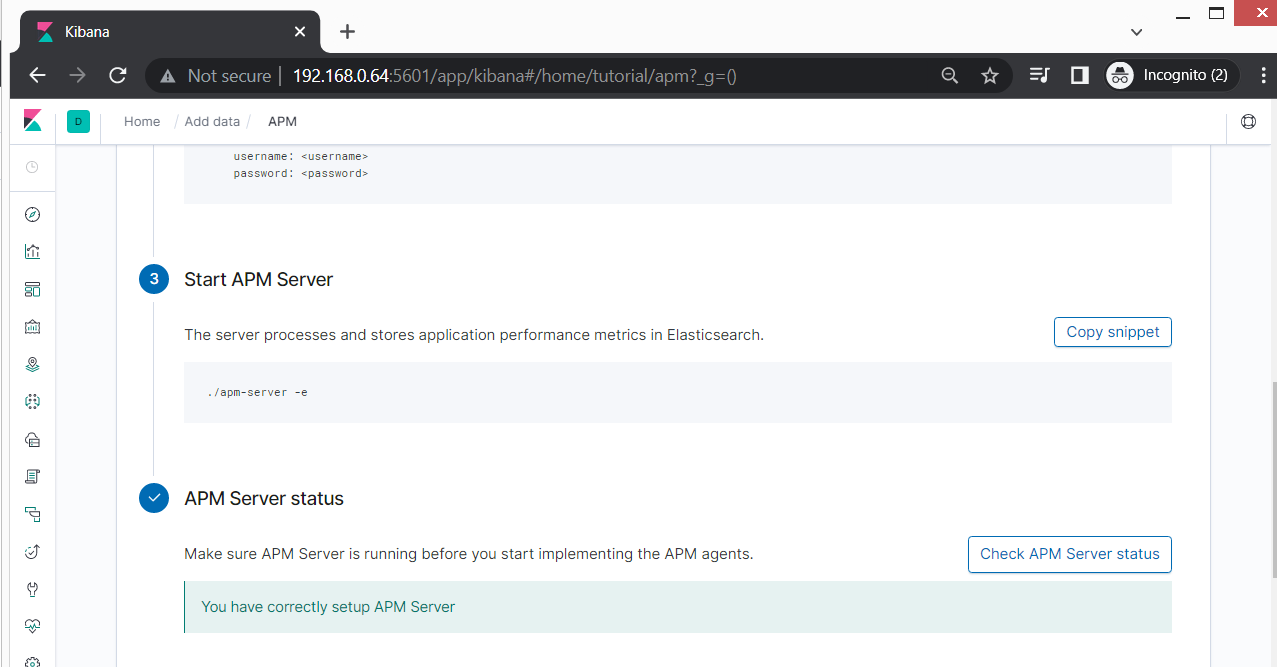 Kibana
Not secure 192.168.0.64:5601/app/kibana#/home/tutorial/apm?_g=()
Incognito (2)
D
Home / Add data / APM
username: <username>
password: <password>
3 Start APM Server
The server processes and stores application performance metrics in Elasticsearch.
Copy snippet
./apm-server -e
APM Server status
Make sure APM Server is running before you start implementing the APM agents.
Check APM Server status
You have correctly setup APM Server